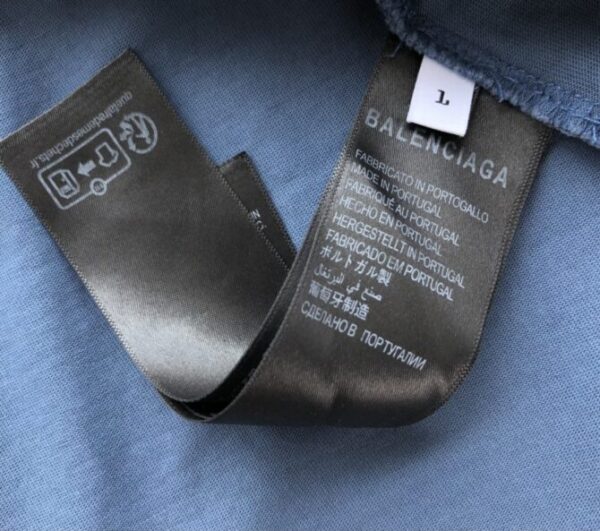 quefairedemesdechets.fr
L
BALENCIAGA
FABBRICATO IN PORTOGALLO
MADE IN PORTUGAL
FABRIQUÉ AU PORTUGAL
HECHO EN PORTUGAL
HERGESTELLT IN PORTUGAL
FABRICADO EM PORTUGAL
ポルトガル製
صنع في البرتغال
葡萄牙制造
СДЕЛАНО В ПОРТУГАЛИИ